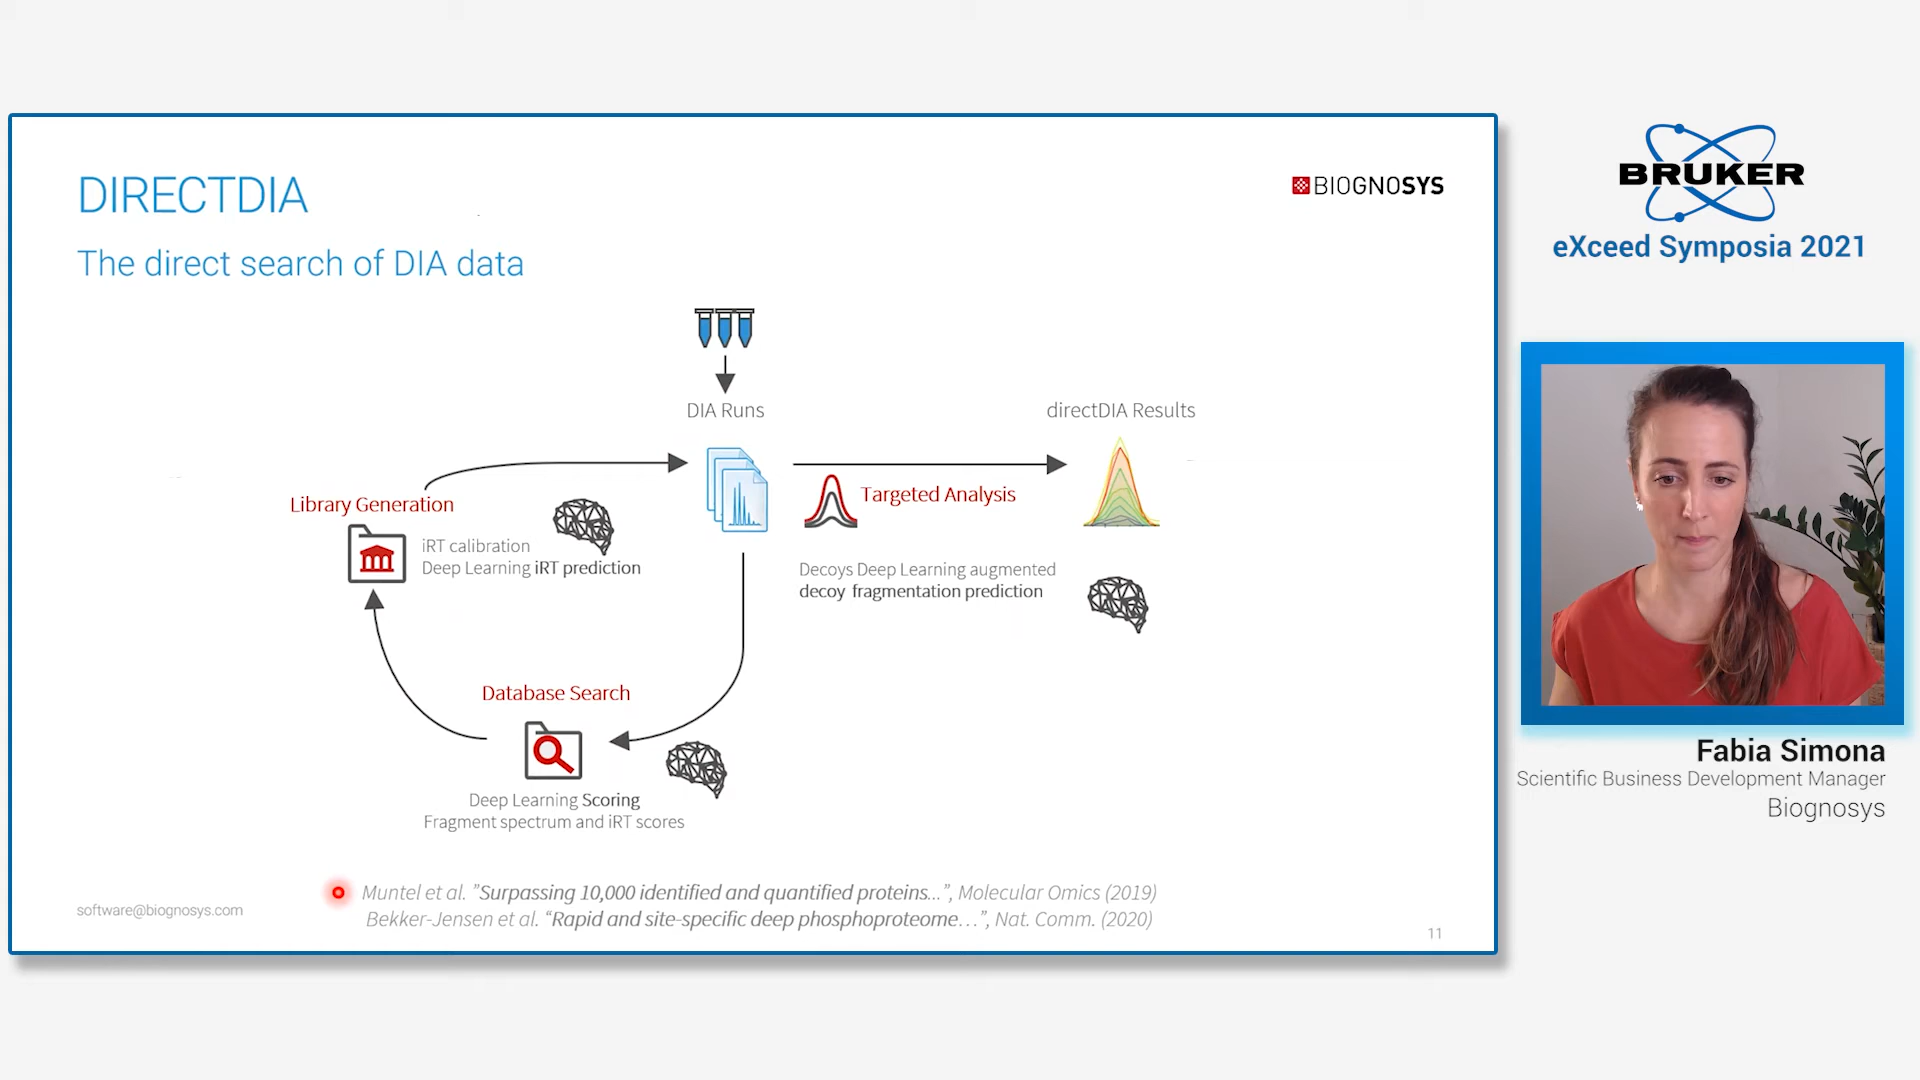 DIRECTDIA
The direct search of DIA data
BIOGNOSYS
DIA Runs
directDIA Results
Library Generation
iRT calibration
Deep Learning iRT prediction
Targeted Analysis
Decoys Deep Learning augmented
decoy fragmentation prediction
Database Search
Deep Learning Scoring
Fragment spectrum and iRT scores
Muntel et al. "Surpassing 10,000 identified and quantified proteins...", Molecular Omics (2019)
Bekker-Jensen et al. “Rapid and site-specific deep phosphoproteome…”, Nat. Comm. (2020)
software@biognosys.com
11
BRUKER
eXceed Symposia 2021
Fabia Simona
Scientific Business Development Manager
Biognosys